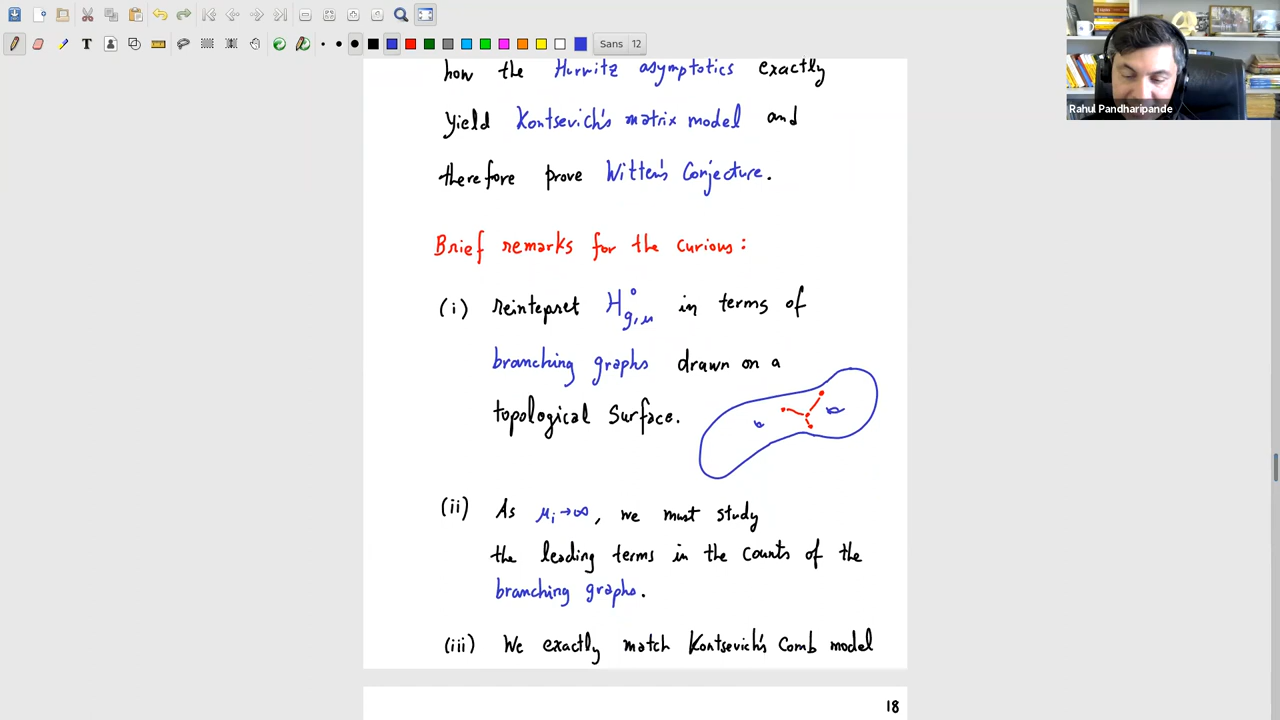 Sans 12
Rahul Pandharipande
how the Hurwitz asymptotics exactly
yield Kontsevich's matrix model and
therefore prove Witten's Conjecture.
Brief remarks for the curious:
(i) reintepret H°g,μ in terms of
branching graphs drawn on a
topological surface.
(ii) As μi→∞, we must study
the leading terms in the counts of the
branching graphs.
(iii) We exactly match Kontsevich's Comb model
18